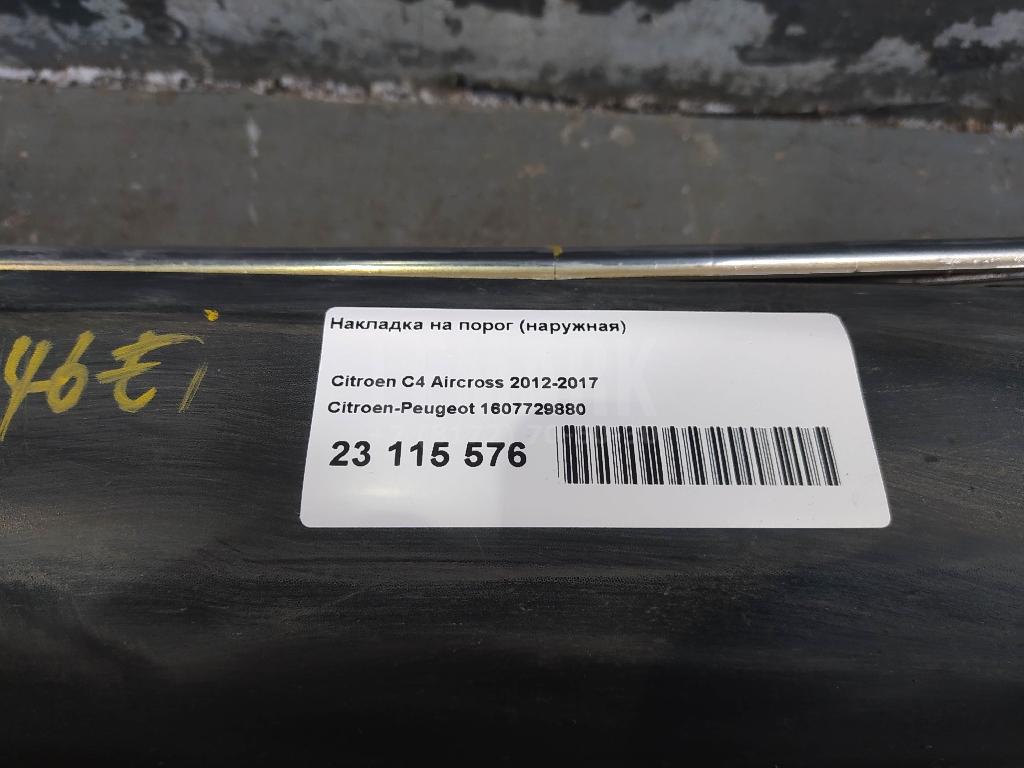 Накладка на порог (наружная)
Citroen C4 Aircross 2012-2017
Citroen-Peugeot 1607729880
23 115 576